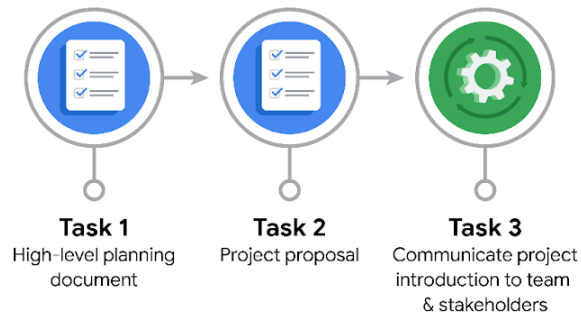 Task 1
High-level planning
document
Task 2
Project proposal
Task 3
Communicate project
introduction to team
& stakeholders